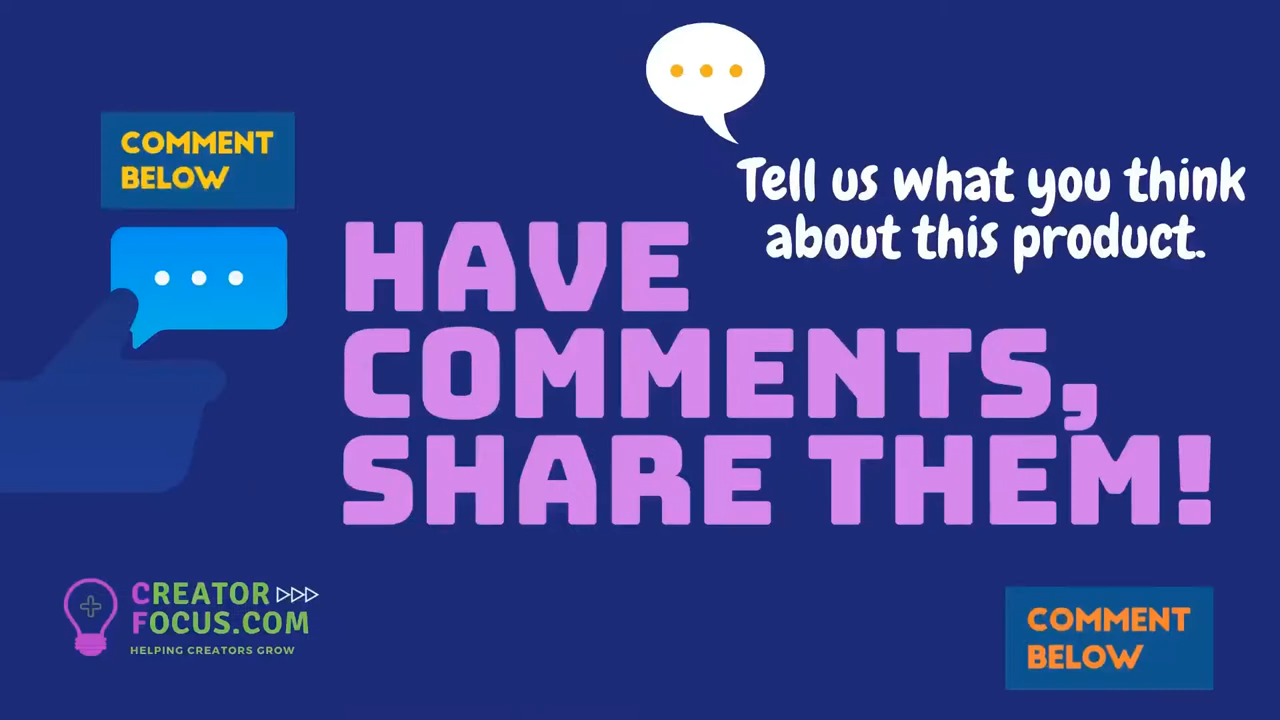 COMMENT
BELOW
Tell us what you think
about this product.
HAVE
COMMENTS,
SHARE THEM!
CREATOR
FOCUS.COM
HELPING CREATORS GROW
COMMENT
BELOW